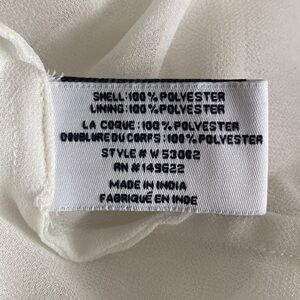 SHELL: 100% POLYESTER
LINING: 100% POLYESTER
LA COQUE: 100% POLYESTER
DOUBLURE DU CORPS: 100% POLYESTER
STYLE # W53002
RN # 149622
MADE IN INDIA
FABRIQUÉ EN INDE